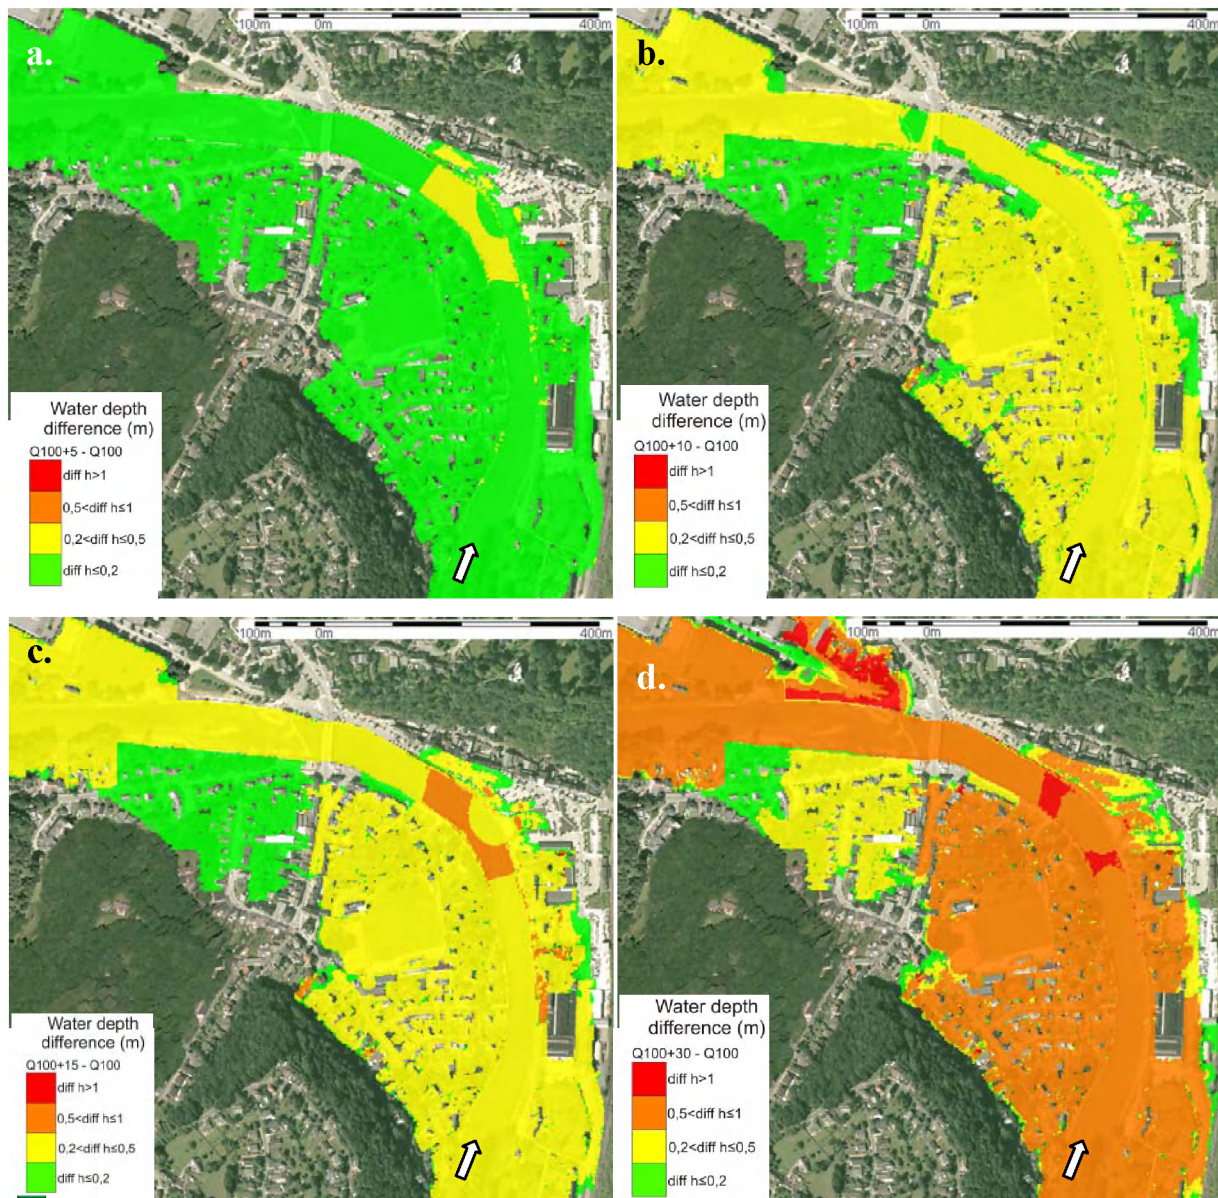 a.
100m 0m 400m
Water depth
difference (m)
Q100+5 - Q100
diff h>1
0,5<diff h≤1
0,2<diff h≤0,5
diff h≤0,2
b.
100m 0m 400m
Water depth
difference (m)
Q100+10 - Q100
diff h>1
0,5<diff h≤1
0,2<diff h≤0,5
diff h≤0,2
c.
100m 0m 400m
Water depth
difference (m)
Q100+15 - Q100
diff h>1
0,5<diff h≤1
0,2<diff h≤0,5
diff h≤0,2
d.
100m 0m 400m
Water depth
difference (m)
Q100+30 - Q100
diff h>1
0,5<diff h≤1
0,2<diff h≤0,5
diff h≤0,2